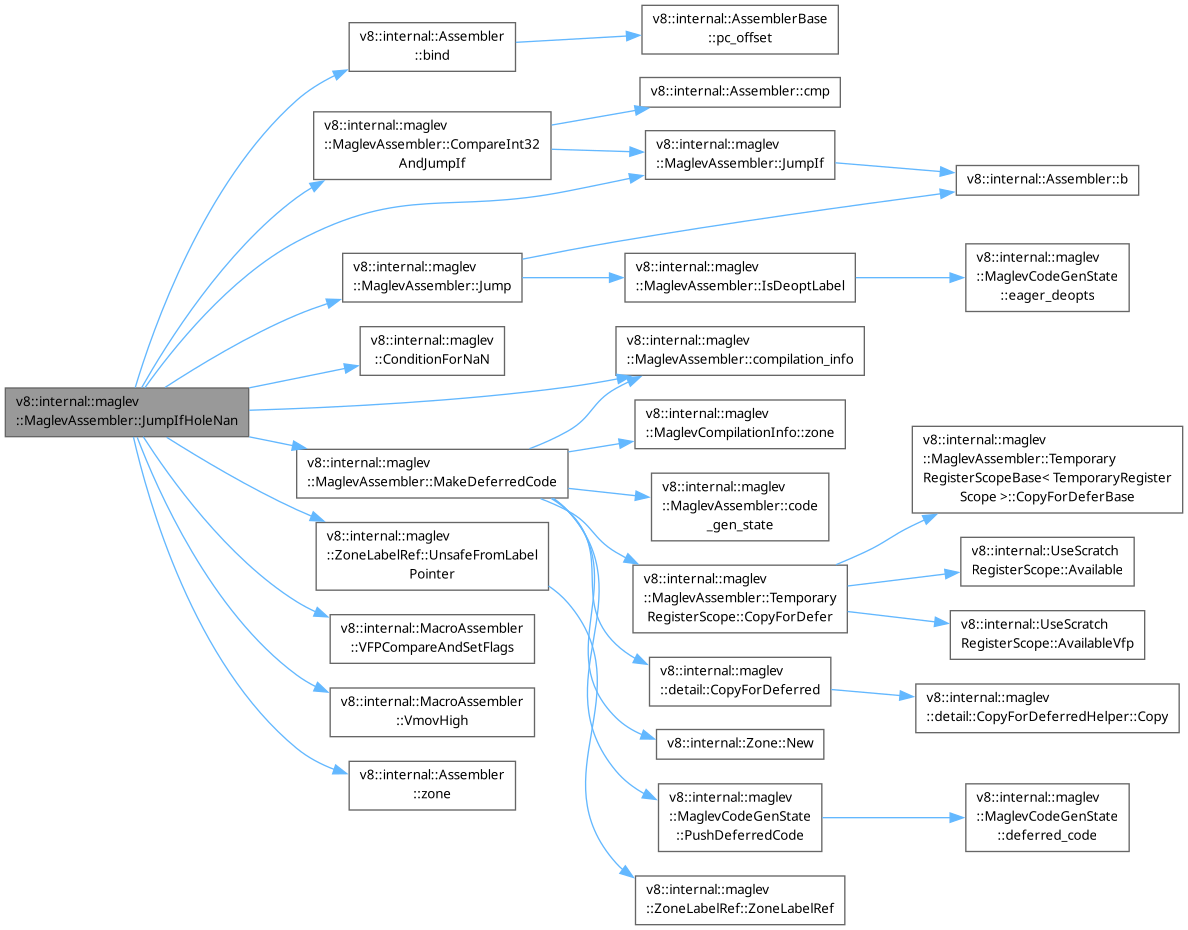 v8::internal::maglev
::MaglevAssembler::JumpIfHoleNan
v8::internal::Assembler
::bind
v8::internal::maglev
::MaglevAssembler::CompareInt32
AndJumpIf
v8::internal::maglev
::MaglevAssembler::Jump
v8::internal::maglev
::ConditionForNaN
v8::internal::maglev
::MaglevAssembler::MakeDeferredCode
v8::internal::maglev
::ZoneLabelRef::UnsafeFromLabel
Pointer
v8::internal::MacroAssembler
::VFPCompareAndSetFlags
v8::internal::MacroAssembler
::VmovHigh
v8::internal::Assembler
::zone
v8::internal::AssemblerBase
::pc_offset
v8::internal::Assembler::cmp
v8::internal::maglev
::MaglevAssembler::JumpIf
v8::internal::maglev
::MaglevAssembler::IsDeoptLabel
v8::internal::maglev
::MaglevAssembler::compilation_info
v8::internal::maglev
::MaglevCompilationInfo::zone
v8::internal::maglev
::MaglevAssembler::code
_gen_state
v8::internal::maglev
::MaglevAssembler::Temporary
RegisterScope::CopyForDefer
v8::internal::maglev
::detail::CopyForDeferred
v8::internal::Zone::New
v8::internal::maglev
::MaglevCodeGenState
::PushDeferredCode
v8::internal::maglev
::ZoneLabelRef::ZoneLabelRef
v8::internal::Assembler::b
v8::internal::maglev
::MaglevCodeGenState
::eager_deopts
v8::internal::maglev
::MaglevAssembler::Temporary
RegisterScopeBase< TemporaryRegister
Scope >::CopyForDeferBase
v8::internal::UseScratch
RegisterScope::Available
v8::internal::UseScratch
RegisterScope::AvailableVfp
v8::internal::maglev
::detail::CopyForDeferredHelper::Copy
v8::internal::maglev
::MaglevCodeGenState
::deferred_code